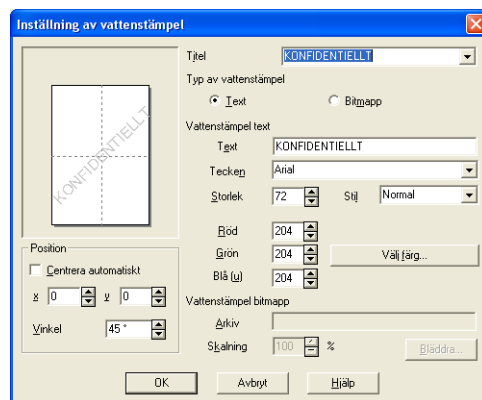 Inställning av vattenstämpel
Titel KONFIDENTIELLT
Typ av vattenstämpel
Text Bitmapp
Vattenstämpel text
Text KONFIDENTIELLT
Tecken Arial
Storlek 72 Stil Normal
Röd 204
Grön 204 Välj färg...
Blå (u) 204
Vattenstämpel bitmapp
Arkiv
Skalning 100 % Bläddra...
KONFIDENTIELLT
Position
Centrera automatiskt
x 0 y 0
Vinkel 45 °
OK Avbryt Hjälp